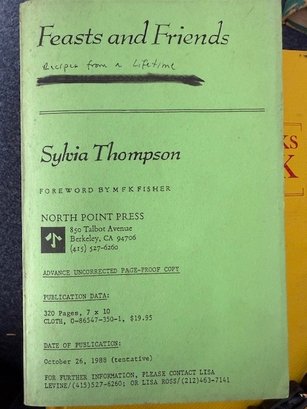 Feasts and Friends
Recipes from a Lifetime
Sylvia Thompson
FOREWORD BY M F K FISHER
NORTH POINT PRESS
850 Talbot Avenue
Berkeley, CA 94706
(415) 527-6260
ADVANCE UNCORRECTED PAGE-PROOF COPY
PUBLICATION DATA:
320 Pages, 7 x 10
CLOTH, 0-86547-350-1, $19.95
DATE OF PUBLICATION:
October 26, 1988 (tentative)
FOR FURTHER INFORMATION, PLEASE CONTACT LISA
LEVINE/(415)527-6260; OR LISA ROSS/(212)463-7141